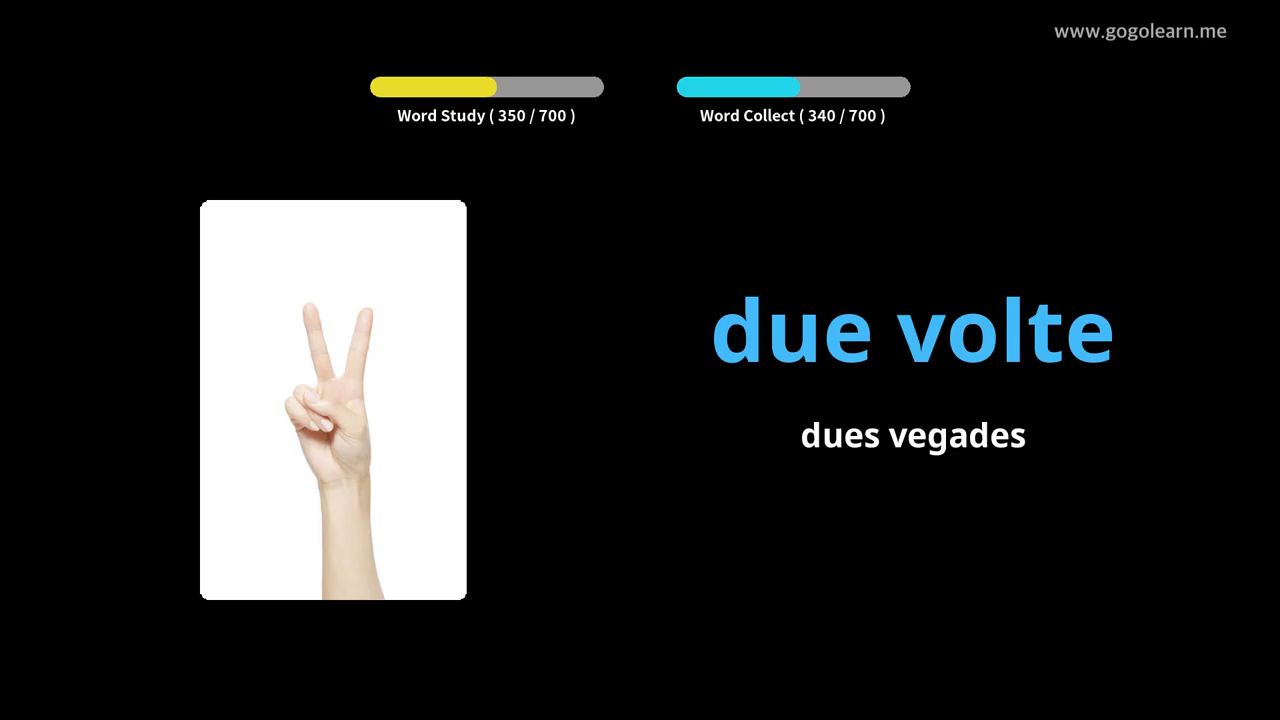 www.gogolearn.me
Word Study ( 350 / 700 )
Word Collect ( 340 / 700 )
due volte
dues vegades